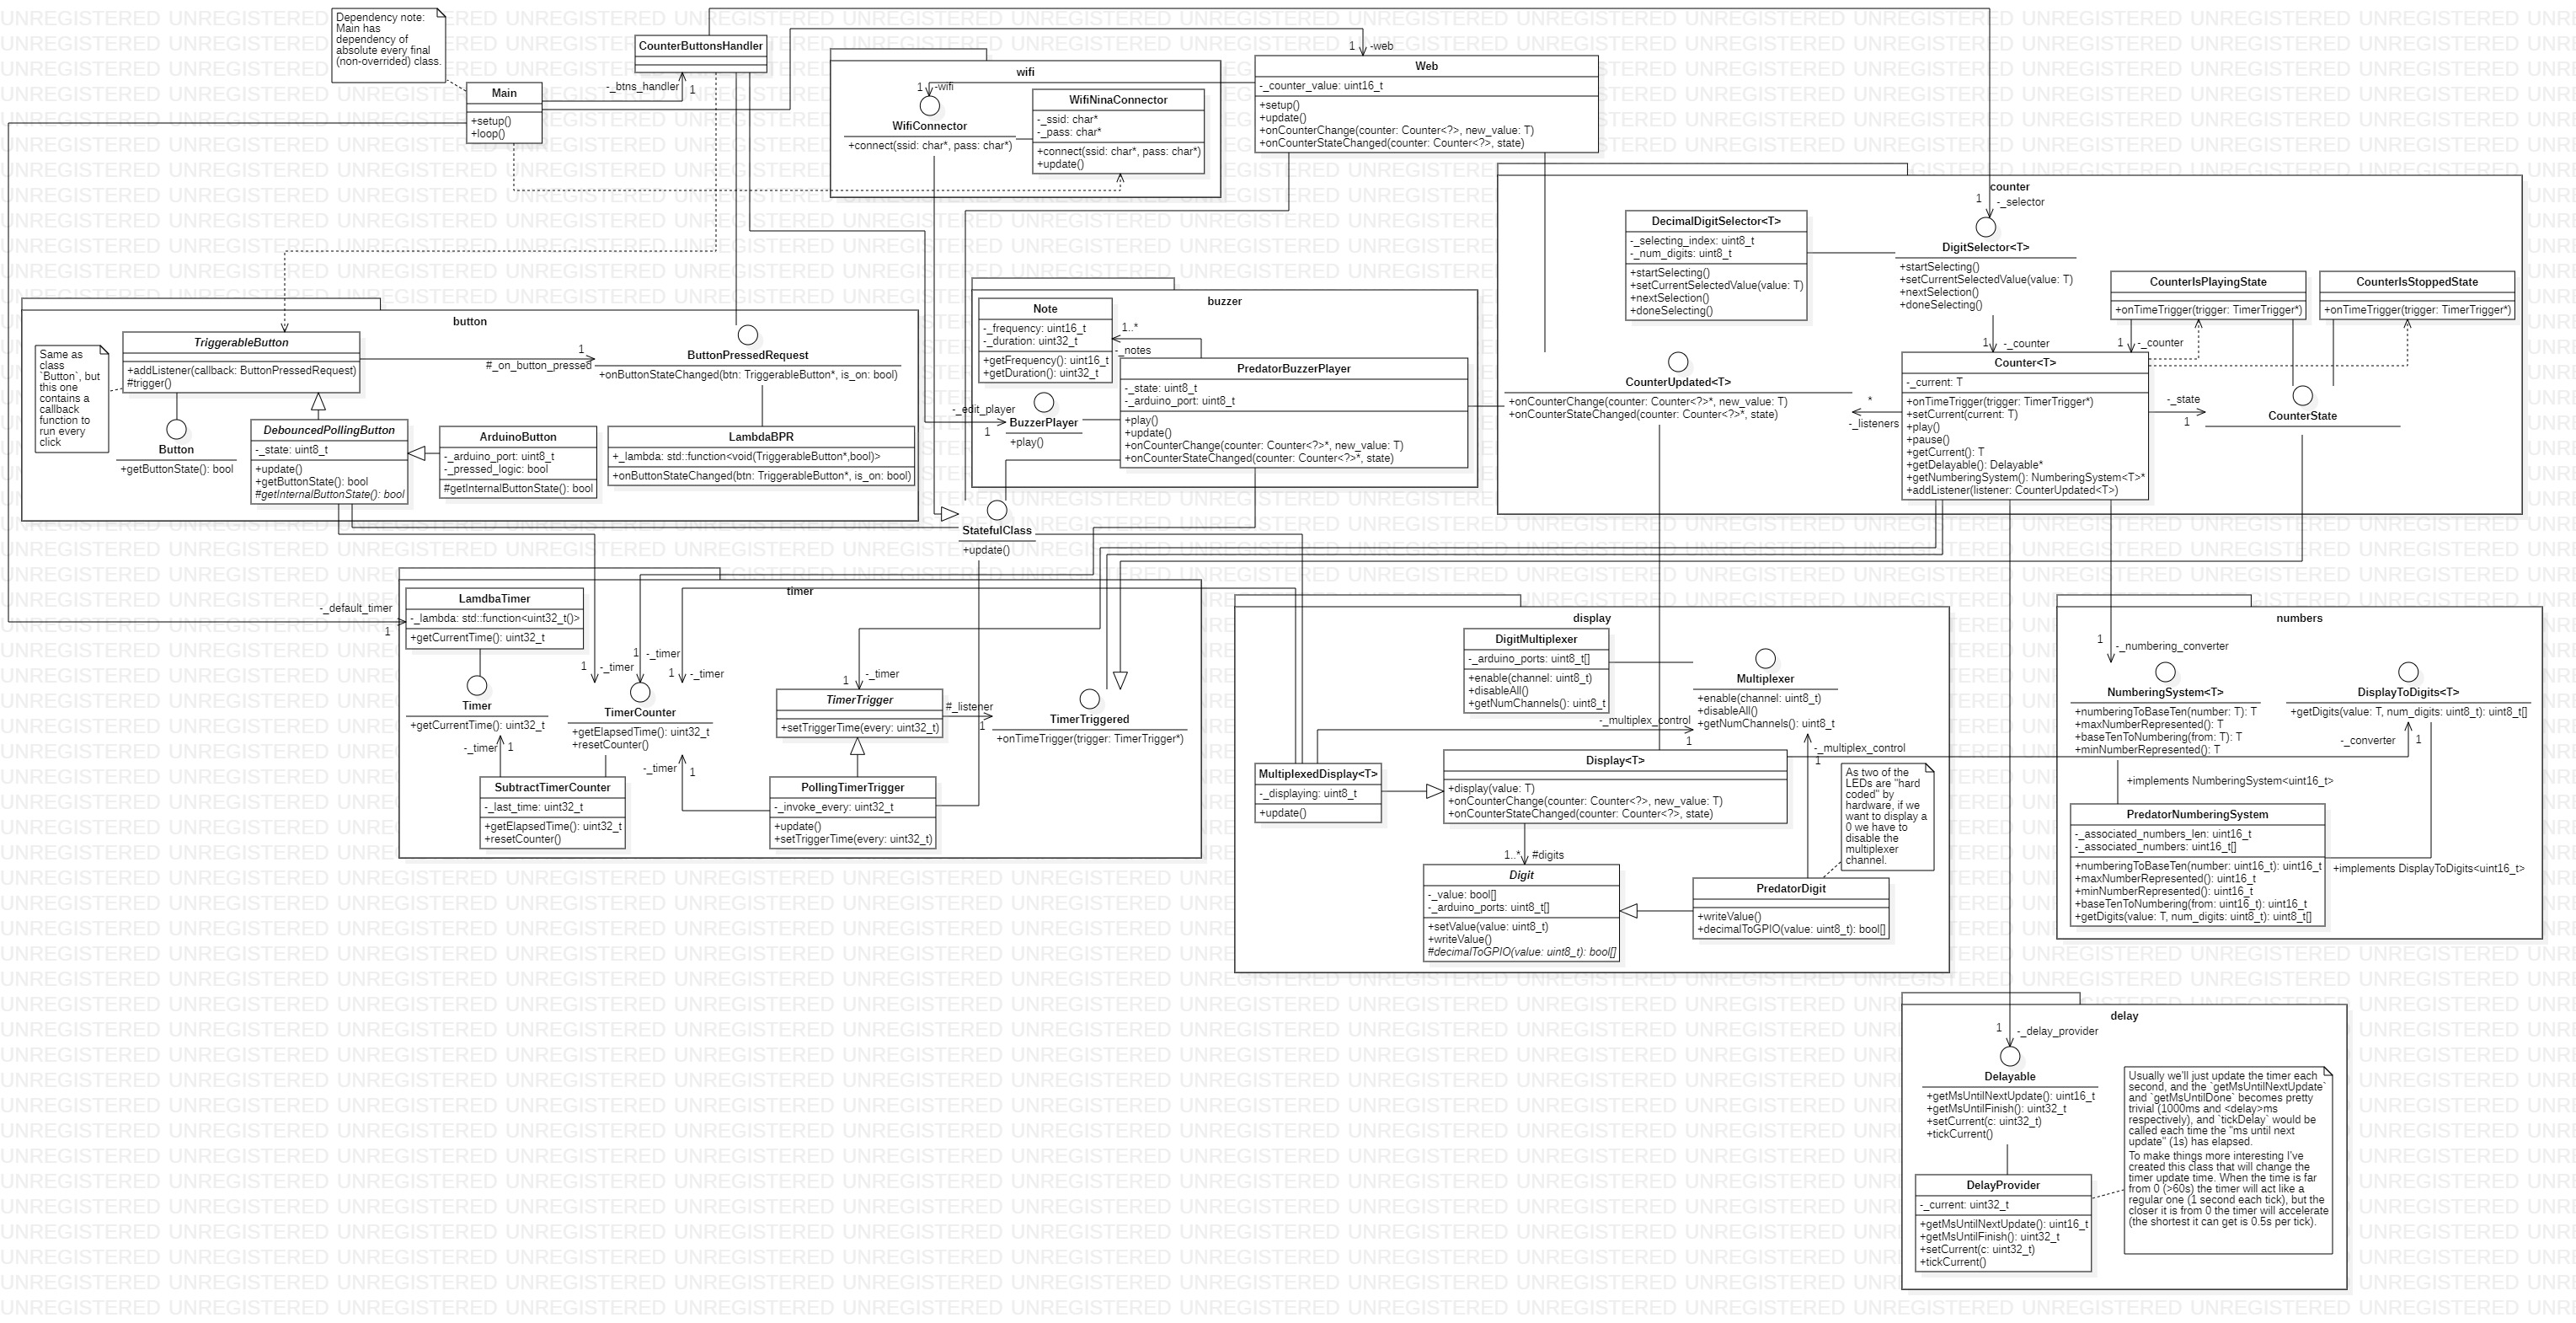 Dependency note:
Main has
dependency of
absolute every final
(non-overrided) class.
Main
+setup()
+loop()
-_btns_handler
1
CounterButtonsHandler
1
-web
Web
-_counter_value: uint16_t
+setup()
+update()
+onCounterChange(counter: Counter<?>, new_value: T)
+onCounterStateChanged(counter: Counter<?>, state)
wifi
1
-wifi
WifiConnector
+connect(ssid: char*, pass: char*)
WifiNinaConnector
-_ssid: char*
-_pass: char*
+connect(ssid: char*, pass: char*)
+update()
counter
1
-_selector
DecimalDigitSelector<T>
-_selecting_index: uint8_t
-_num_digits: uint8_t
+startSelecting()
+setCurrentSelectedValue(value: T)
+nextSelection()
+doneSelecting()
DigitSelector<T>
+startSelecting()
+setCurrentSelectedValue(value: T)
+nextSelection()
+doneSelecting()
CounterIsPlayingState
+onTimeTrigger(trigger: TimerTrigger*)
CounterIsStoppedState
+onTimeTrigger(trigger: TimerTrigger*)
1
-_counter
1
-_counter
CounterUpdated<T>
+onCounterChange(counter: Counter<?>*, new_value: T)
+onCounterStateChanged(counter: Counter<?>*, state)
*
-_listeners
Counter<T>
-_current: T
+onTimeTrigger(trigger: TimerTrigger*)
+setCurrent(current: T)
+play()
+pause()
+getCurrent(): T
+getDelayable(): Delayable*
+getNumberingSystem(): NumberingSystem<T>*
+addListener(listener: CounterUpdated<T>)
-_state
1
CounterState
button
Same as
class
`Button`, but
this one
contains a
callback
function to
run every
click
TriggerableButton
+addListener(callback: ButtonPressedRequest)
#trigger()
1
#_on_button_pressed
ButtonPressedRequest
+onButtonStateChanged(btn: TriggerableButton*, is_on: bool)
Button
+getButtonState(): bool
DebouncedPollingButton
-_state: uint8_t
+update()
+getButtonState(): bool
#getInternalButtonState(): bool
ArduinoButton
-_arduino_port: uint8_t
-_pressed_logic: bool
#getInternalButtonState(): bool
LambdaBPR
+_lambda: std::function<void(TriggerableButton*,bool)>
+onButtonStateChanged(btn: TriggerableButton*, is_on: bool)
buzzer
Note
-_frequency: uint16_t
-_duration: uint32_t
+getFrequency(): uint16_t
+getDuration(): uint32_t
1..*
-_notes
PredatorBuzzerPlayer
-_state: uint8_t
-_arduino_port: uint8_t
+play()
+update()
+onCounterChange(counter: Counter<?>*, new_value: T)
+onCounterStateChanged(counter: Counter<?>*, state)
-_edit_player
1
BuzzerPlayer
+play()
StatefulClass
+update()
timer
-_default_timer
1
LamdbaTimer
-_lambda: std::function<uint32_t()>
+getCurrentTime(): uint32_t
Timer
+getCurrentTime(): uint32_t
-_timer
1
1
-_timer
1
-_timer
1
-_timer
TimerCounter
+getElapsedTime(): uint32_t
+resetCounter()
-_timer
1
SubtractTimerCounter
-_last_time: uint32_t
+getElapsedTime(): uint32_t
+resetCounter()
1
-_timer
TimerTrigger
+setTriggerTime(every: uint32_t)
#_listener
1
TimerTriggered
+onTimeTrigger(trigger: TimerTrigger*)
PollingTimerTrigger
-_invoke_every: uint32_t
+update()
+setTriggerTime(every: uint32_t)
display
DigitMultiplexer
-_arduino_ports: uint8_t[]
+enable(channel: uint8_t)
+disableAll()
+getNumChannels(): uint8_t
Multiplexer
+enable(channel: uint8_t)
+disableAll()
+getNumChannels(): uint8_t
-_multiplex_control
1
-_multiplex_control
1
MultiplexedDisplay<T>
-_displaying: uint8_t
+update()
Display<T>
+display(value: T)
+onCounterChange(counter: Counter<?>, new_value: T)
+onCounterStateChanged(counter: Counter<?>, state)
As two of the
LEDs are "hard
coded" by
hardware, if we
want to display a
0 we have to
disable the
multiplexer
channel.
1..*
#digits
Digit
-_value: bool[]
-_arduino_ports: uint8_t[]
+setValue(value: uint8_t)
+writeValue()
#decimalToGPIO(value: uint8_t): bool[]
PredatorDigit
+writeValue()
+decimalToGPIO(value: uint8_t): bool[]
numbers
1
-_numbering_converter
NumberingSystem<T>
+numberingToBaseTen(number: T): T
+maxNumberRepresented(): T
+baseTenToNumbering(from: T): T
+minNumberRepresented(): T
DisplayToDigits<T>
+getDigits(value: T, num_digits: uint8_t): uint8_t[]
-_converter
1
+implements NumberingSystem<uint16_t>
PredatorNumberingSystem
-_associated_numbers_len: uint16_t
-_associated_numbers: uint16_t[]
+numberingToBaseTen(number: uint16_t): uint16_t
+maxNumberRepresented(): uint16_t
+minNumberRepresented(): uint16_t
+baseTenToNumbering(from: uint16_t): uint16_t
+getDigits(value: T, num_digits: uint8_t): uint8_t[]
+implements DisplayToDigits<uint16_t>
delay
1
-_delay_provider
Delayable
+getMsUntilNextUpdate(): uint16_t
+getMsUntilFinish(): uint32_t
+setCurrent(c: uint32_t)
+tickCurrent()
DelayProvider
-_current: uint32_t
+getMsUntilNextUpdate(): uint16_t
+getMsUntilFinish(): uint32_t
+setCurrent(c: uint32_t)
+tickCurrent()
Usually we'll just update the timer each
second, and the `getMsUntilNextUpdate`
and `getMsUntilDone` becomes pretty
trivial (1000ms and <delay>ms
respectively), and `tickDelay` would be
called each time the "ms until next
update" (1s) has elapsed.
To make things more interesting I've
created this class that will change the
timer update time. When the time is far
from 0 (>60s) the timer will act like a
regular one (1 second each tick), but the
closer it is from 0 the timer will accelerate
(the shortest it can get is 0.5s per tick).
UNREGISTERED